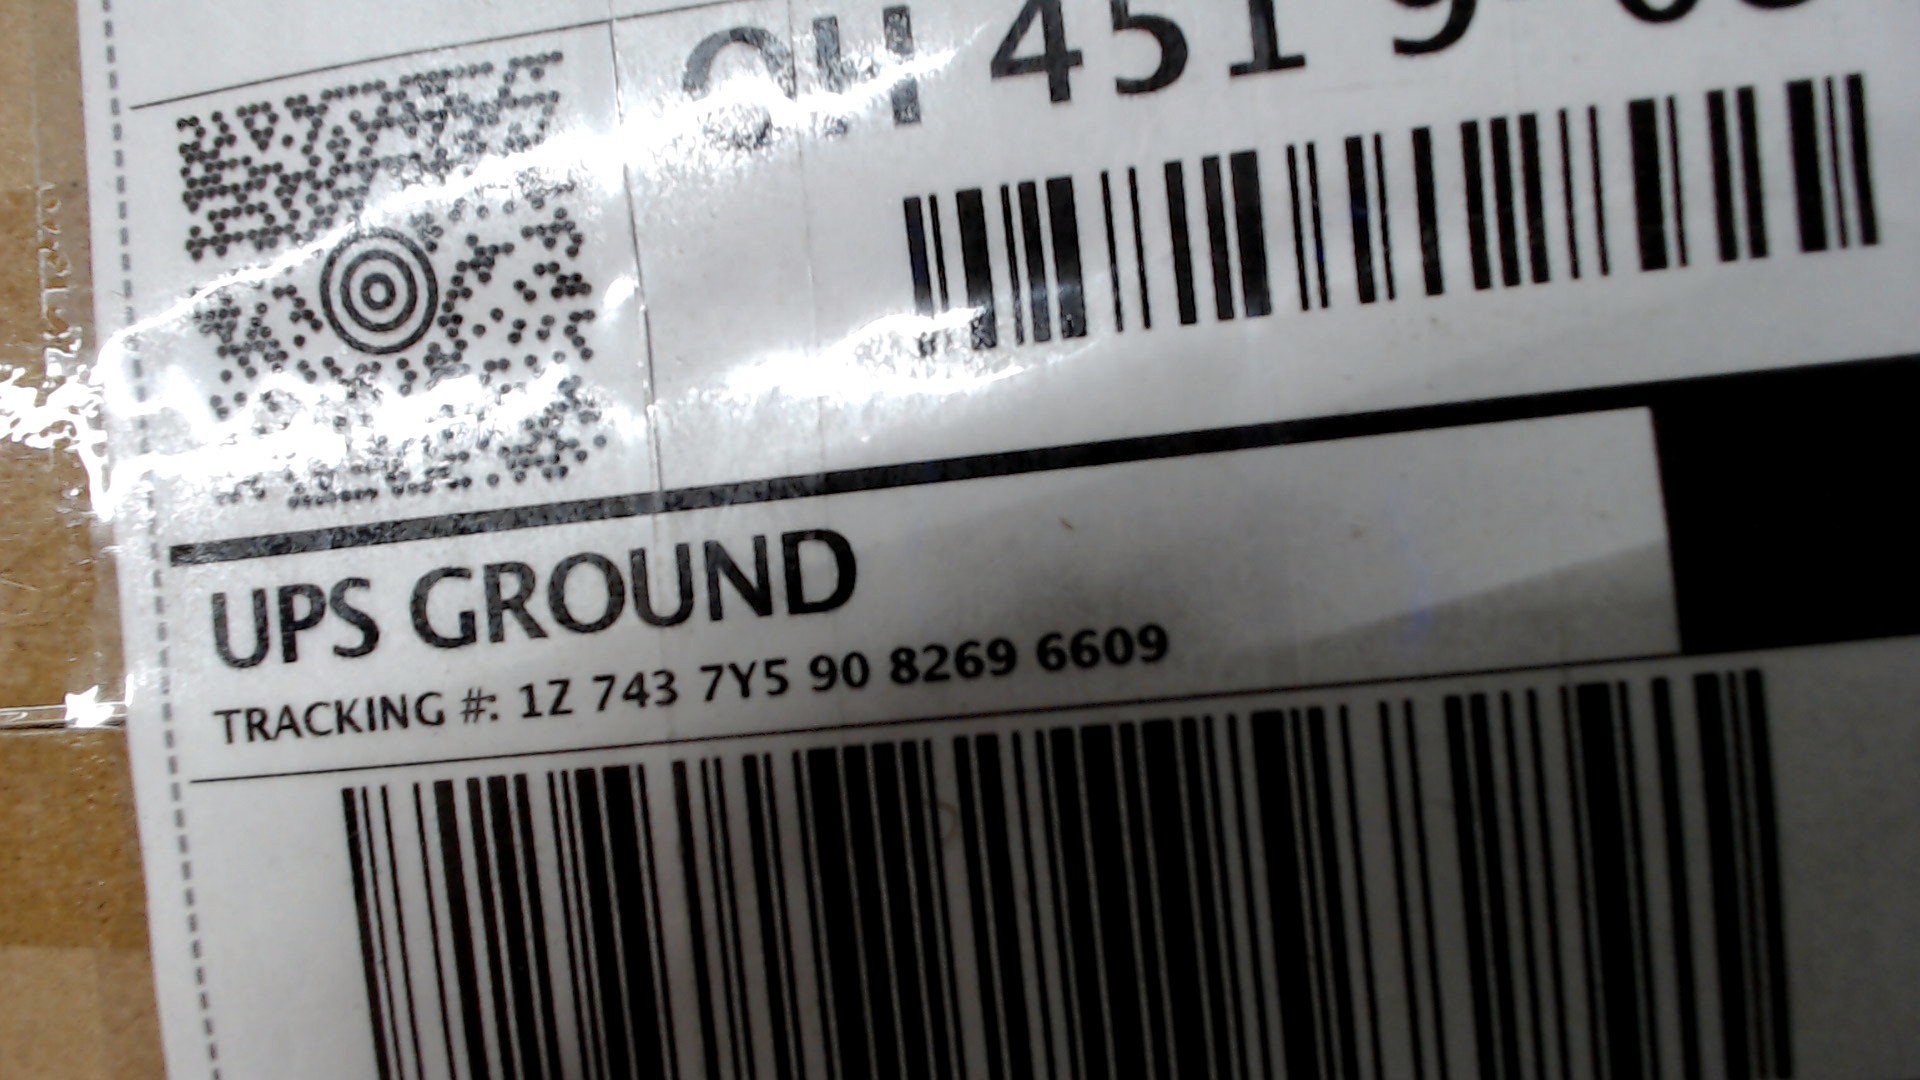 OH 451 9
UPS GROUND
TRACKING #: 1Z 743 7Y5 90 8269 6609